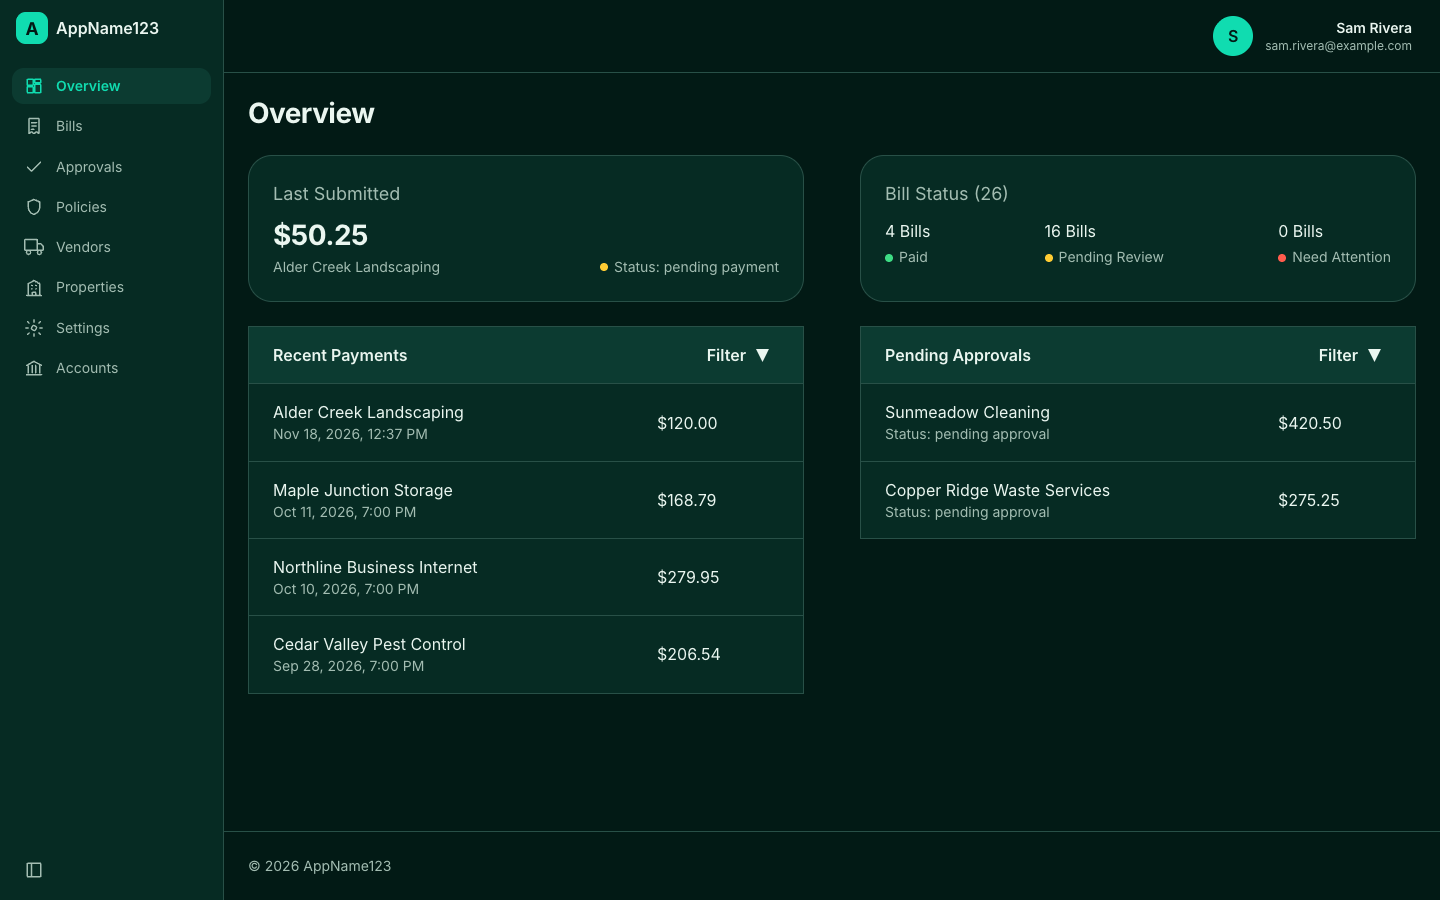 A AppName123
Overview
Bills
Approvals
Policies
Vendors
Properties
Settings
Accounts
S
Sam Rivera
sam.rivera@example.com
Overview
Last Submitted
$50.25
Alder Creek Landscaping
Status: pending payment
Bill Status (26)
4 Bills
Paid
16 Bills
Pending Review
0 Bills
Need Attention
Recent Payments
Filter ▼
Alder Creek Landscaping
Nov 18, 2026, 12:37 PM
$120.00
Maple Junction Storage
Oct 11, 2026, 7:00 PM
$168.79
Northline Business Internet
Oct 10, 2026, 7:00 PM
$279.95
Cedar Valley Pest Control
Sep 28, 2026, 7:00 PM
$206.54
Pending Approvals
Filter ▼
Sunmeadow Cleaning
Status: pending approval
$420.50
Copper Ridge Waste Services
Status: pending approval
$275.25
© 2026 AppName123